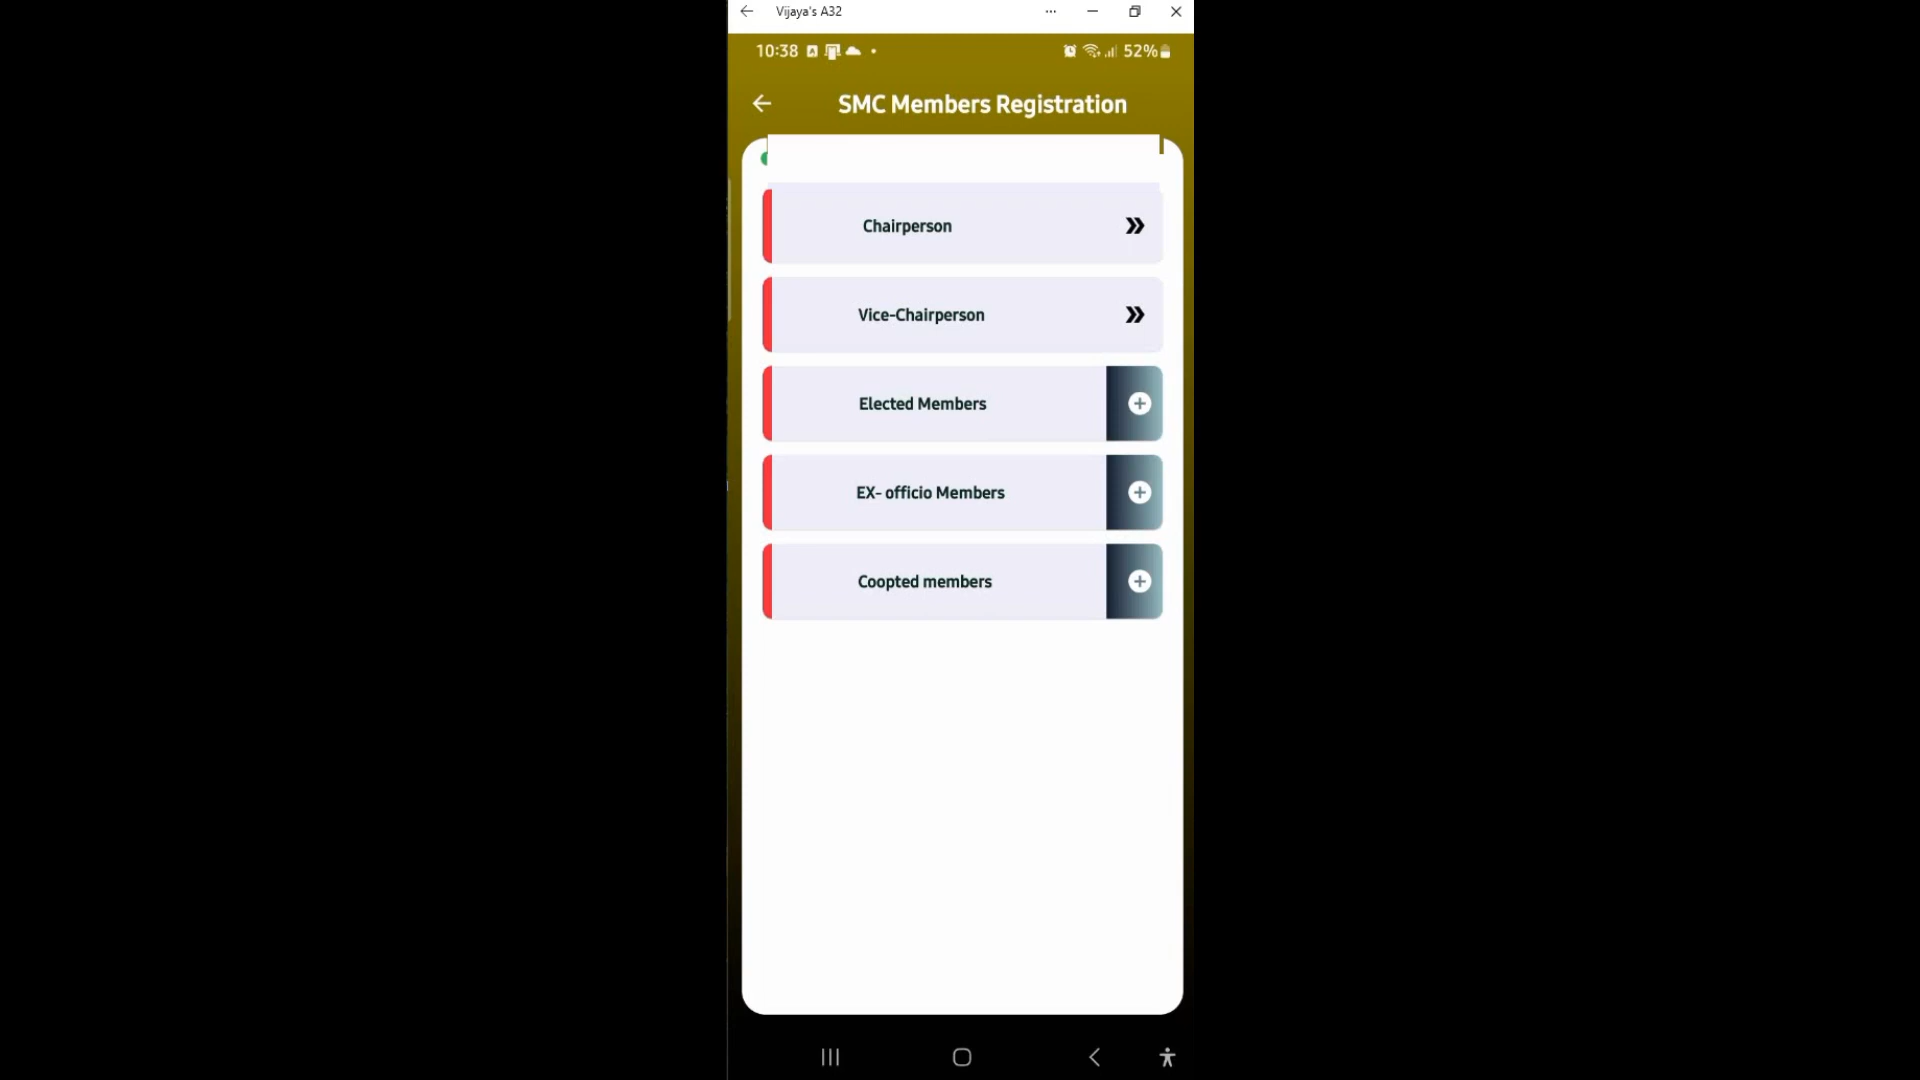 Vijaya's A32
10:38
52%
SMC Members Registration
Chairperson
Vice-Chairperson
Elected Members
EX- officio Members
Coopted members